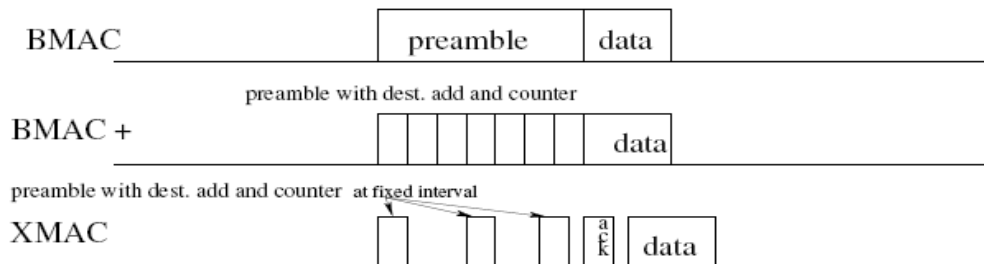 BMAC
preamble
data
preamble with dest. add and counter
BMAC +
data
preamble with dest. add and counter at fixed interval
XMAC
ack
data